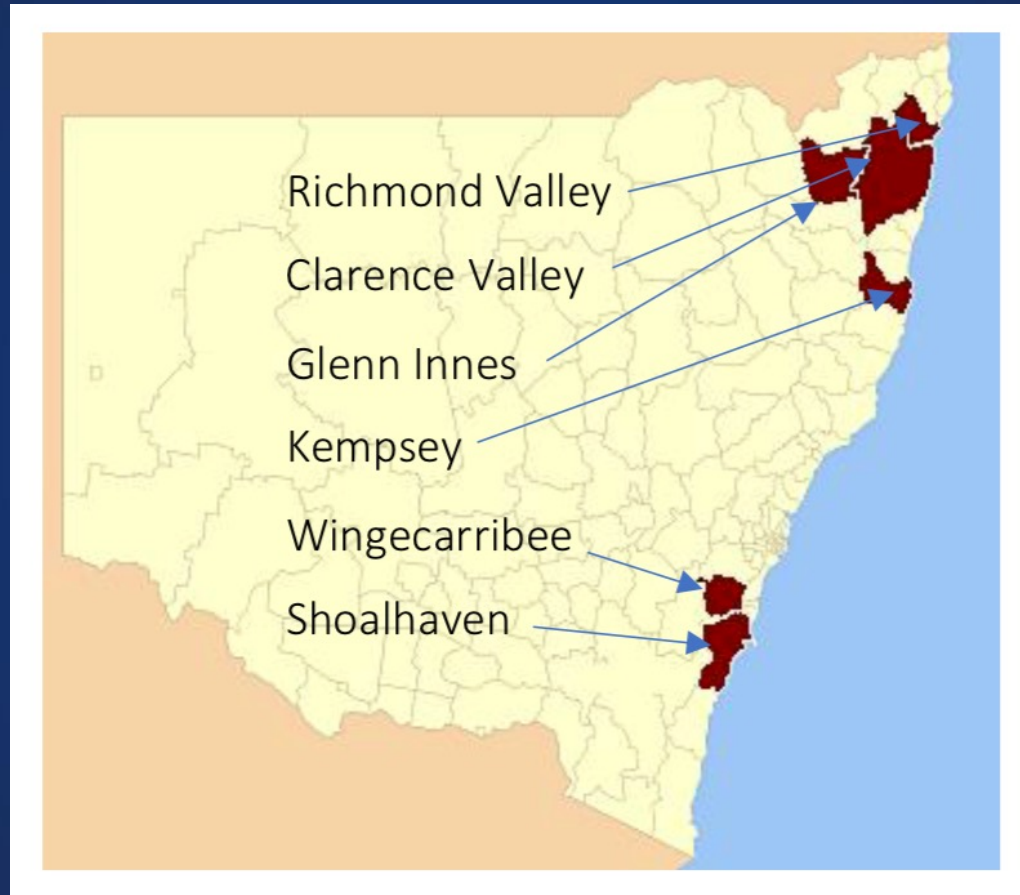 Richmond Valley
Clarence Valley
Glenn Innes
Kempsey
Wingecarribee
Shoalhaven